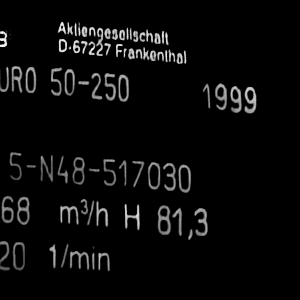 B Aktiengesellschaft
D-67227 Frankenthal
URO 50-250 1999
5-N48-517030
68 m³/h H 81,3
20 1/min